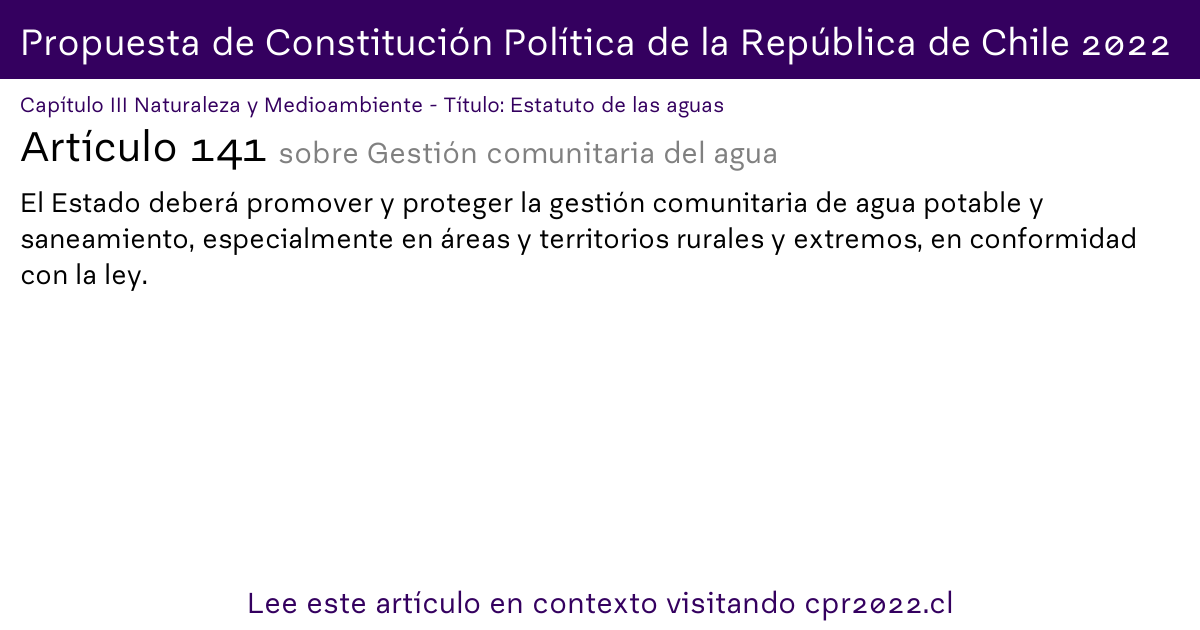 Propuesta de Constitución Política de la República de Chile 2022
Capítulo III Naturaleza y Medioambiente - Título: Estatuto de las aguas
Artículo 141 sobre Gestión comunitaria del agua
El Estado deberá promover y proteger la gestión comunitaria de agua potable y
saneamiento, especialmente en áreas y territorios rurales y extremos, en conformidad
con la ley.
Lee este artículo en contexto visitando cpr2022.cl